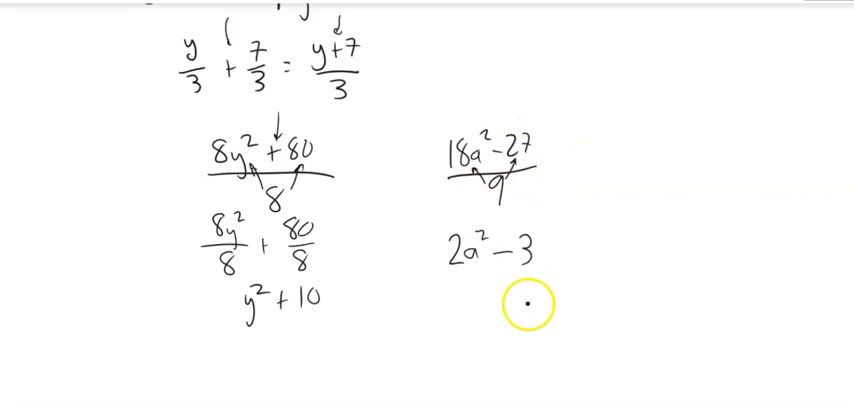 y/3 + 7/3 = (y+7)/3
(8y² + 80)/8
8y²/8 + 80/8
y² + 10
(18a² - 27)/9
2a² - 3